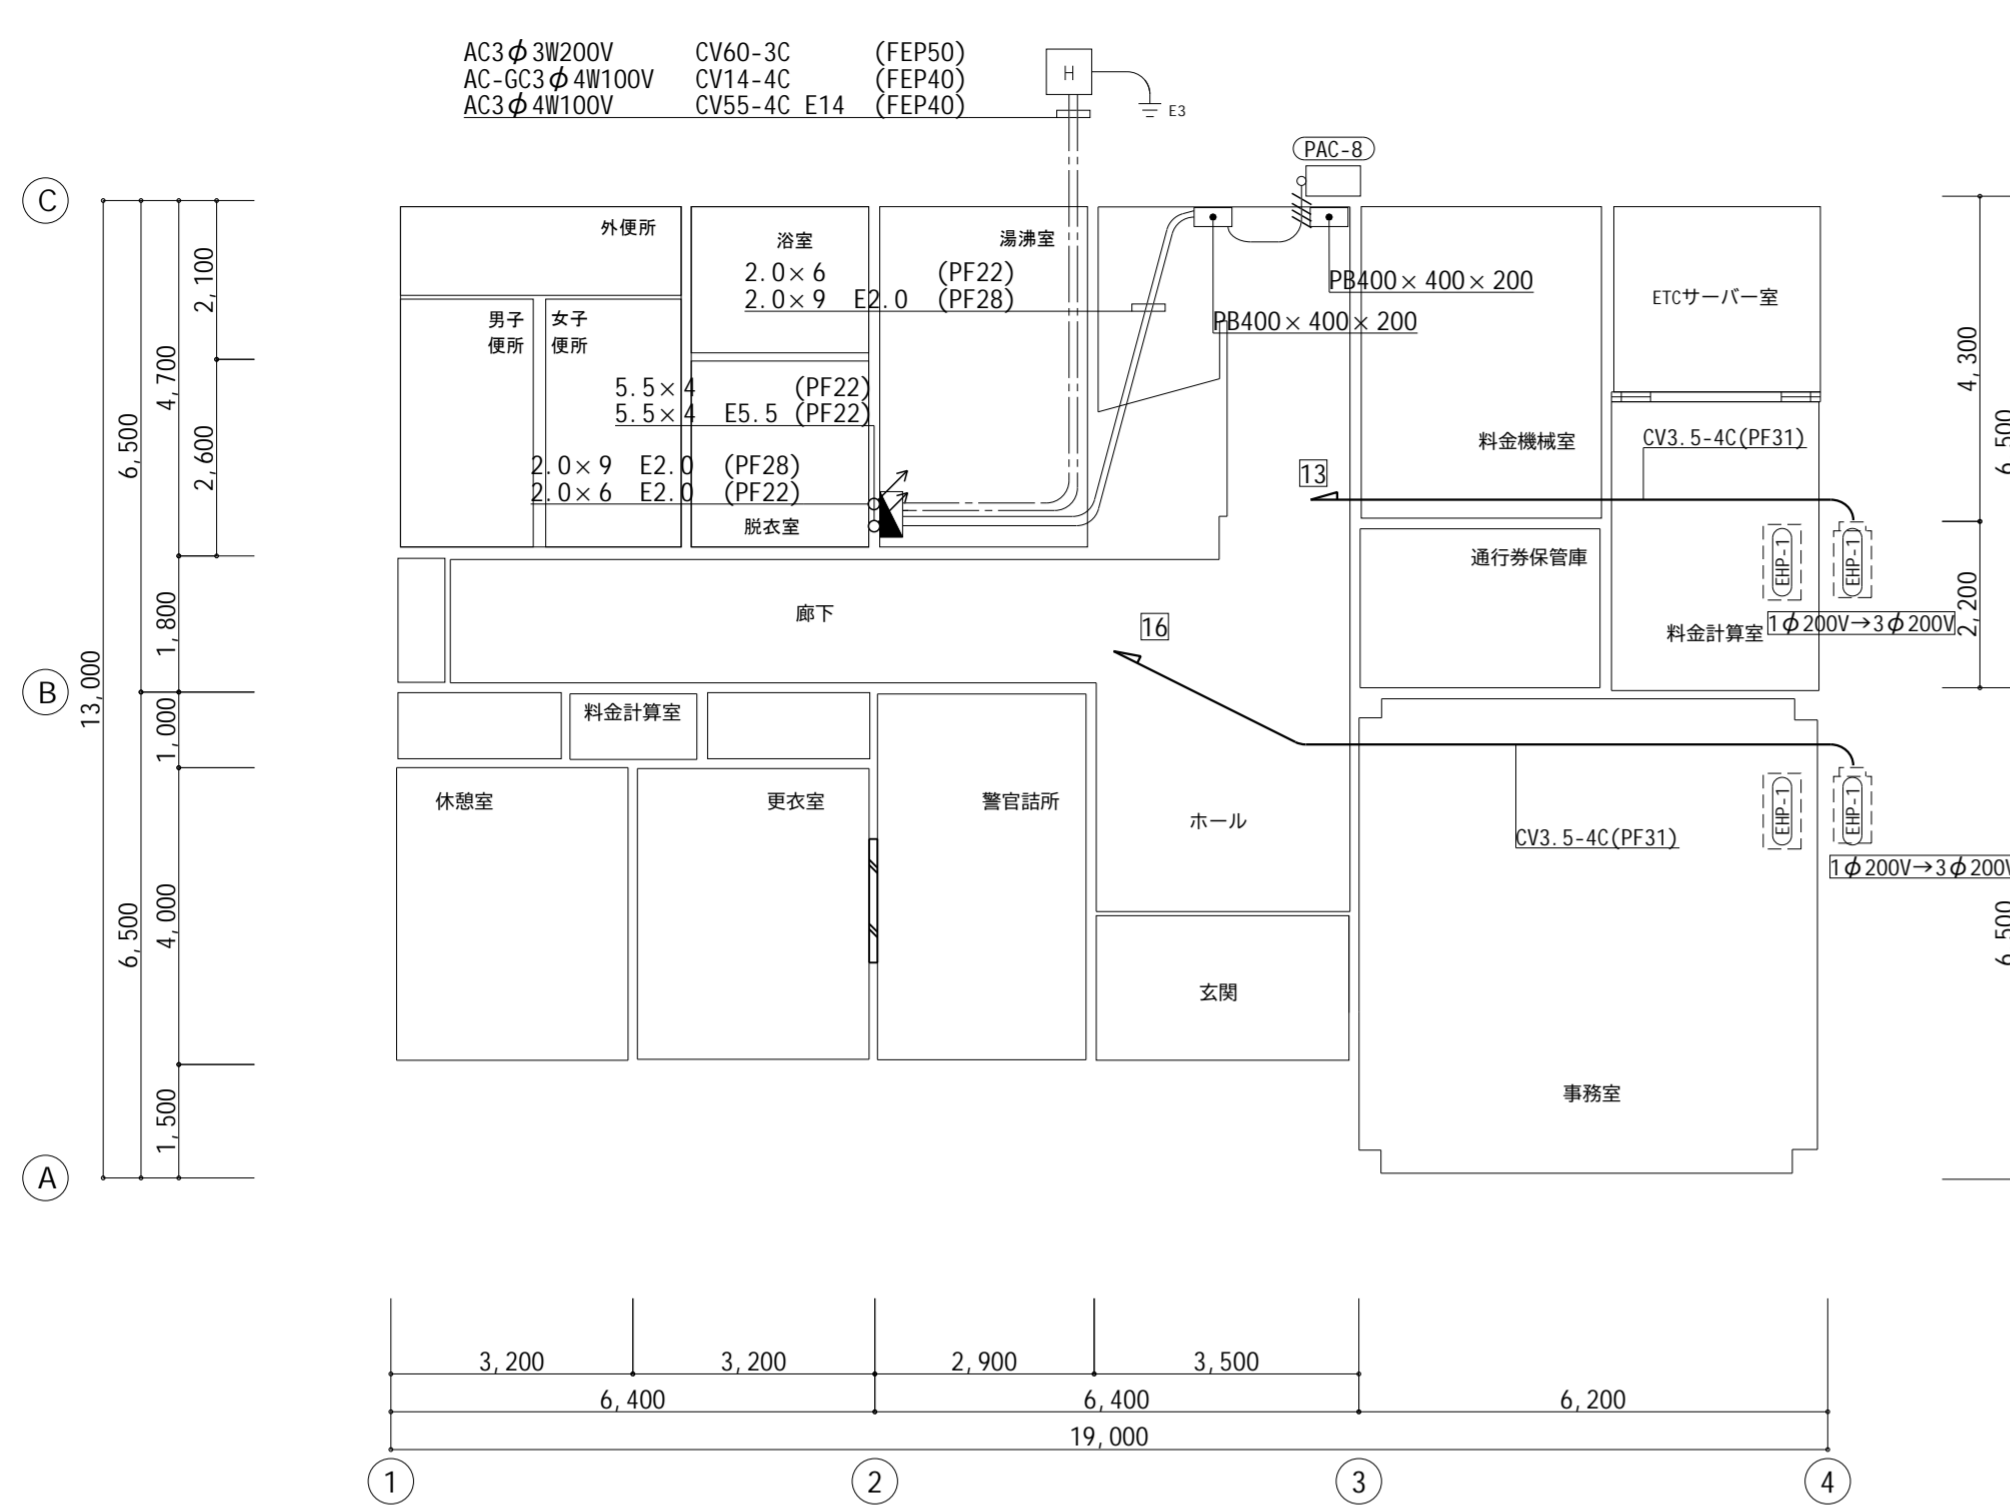 AC3φ3W200V CV60-3C (FEP50)
AC-GC3φ4W100V CV14-4C (FEP40)
AC3φ4W100V CV55-4C E14 (FEP40)
H
E3
PAC-8
C
外便所
浴室
湯沸室
2.0×6 (PF22)
2.0×9 E2.0 (PF28)
PB400×400×200
PB400×400×200
ETCサーバー室
男子
便所
女子
便所
5.5×4 (PF22)
5.5×4 E5.5 (PF22)
2.0×9 E2.0 (PF28)
2.0×6 E2.0 (PF22)
脱衣室
料金機械室
CV3.5-4C(PF31)
13
通行券保管庫
EHP-1
EHP-1
1φ200V→3φ200V
料金計算室
廊下
16
B
料金計算室
休憩室
更衣室
警官詰所
ホール
CV3.5-4C(PF31)
EHP-1
EHP-1
1φ200V→3φ200V
玄関
事務室
A
13,000
6,500
6,500
4,700
1,800
1,000
4,000
1,500
2,100
2,600
4,300
2,200
6,500
6,500
3,200
3,200
2,900
3,500
6,400
6,400
6,200
19,000
1
2
3
4